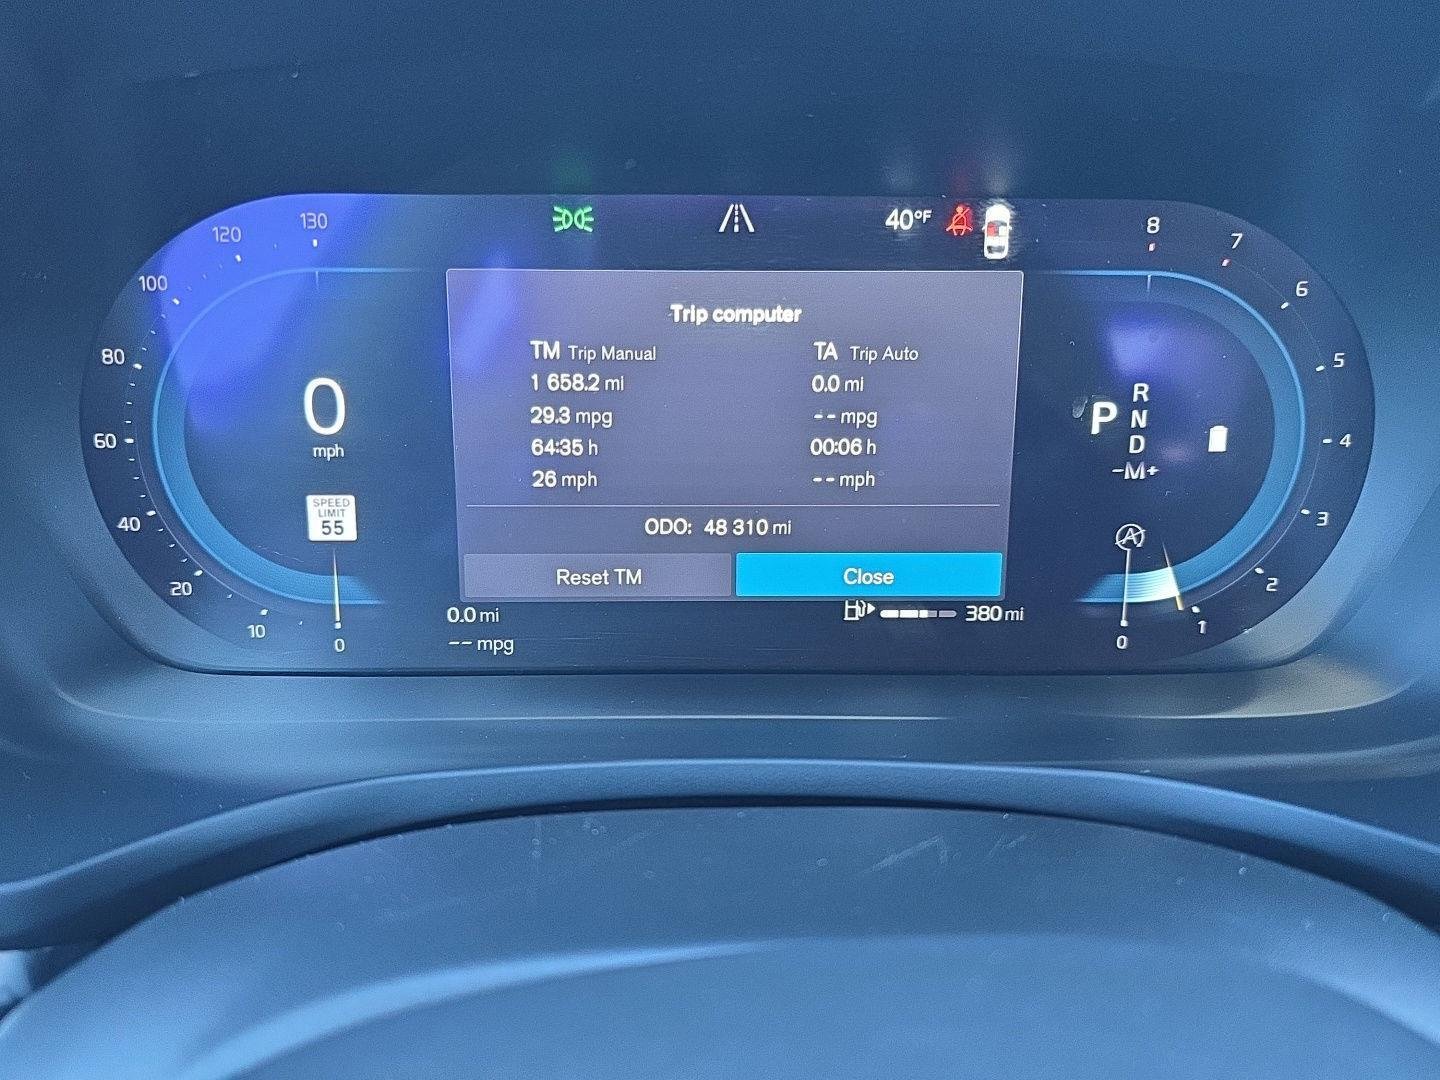 130
120
100
80
60
40
20
10
0
0
mph
SPEED
LIMIT
55
40°F
Trip computer
TM Trip Manual
1 658.2 mi
29.3 mpg
64:35 h
26 mph
TA Trip Auto
0.0 mi
-- mpg
00:06 h
-- mph
ODO: 48 310 mi
Reset TM
Close
0.0 mi
-- mpg
380 mi
P
R
N
D
-M+
A
8
7
6
5
4
3
2
1
0